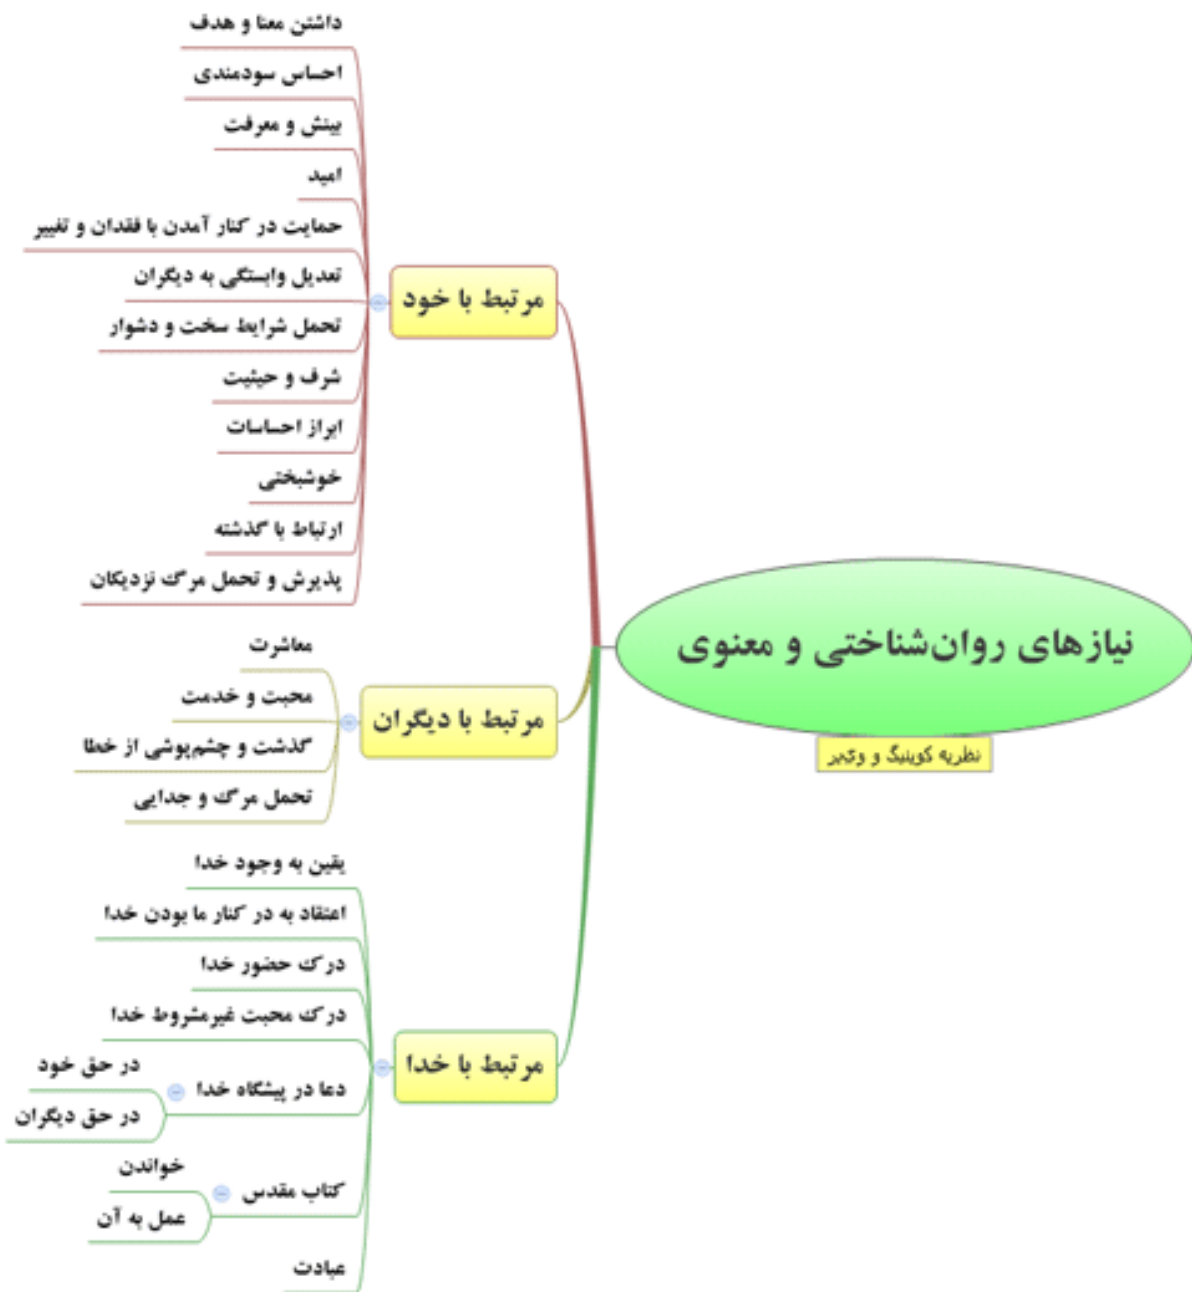 نیازهای روان‌شناختی و معنوی
نظریه کوینیگ و ویر
مرتبط با خود
داشتن معنا و هدف
احساس سودمندی
بینش و معرفت
امید
حمایت در کنار آمدن با فقدان و تغییر
تعدیل وابستگی به دیگران
تحمل شرایط سخت و دشوار
شرف و حیثیت
ابراز احساسات
خوشبختی
ارتباط با گذشته
پذیرش و تحمل مرگ نزدیکان
مرتبط با دیگران
معاشرت
محبت و خدمت
گذشت و چشم‌پوشی از خطا
تحمل مرگ و جدایی
مرتبط با خدا
یقین به وجود خدا
اعتقاد به در کنار ما بودن خدا
درک حضور خدا
درک محبت غیرمشروط خدا
دعا در پیشگاه خدا
در حق خود
در حق دیگران
کتاب مقدس
خواندن
عمل به آن
عبادت